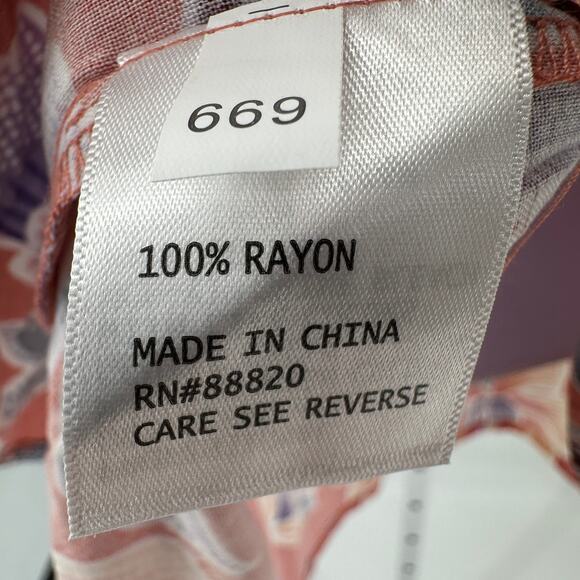 669
100% RAYON
MADE IN CHINA
RN#88820
CARE SEE REVERSE